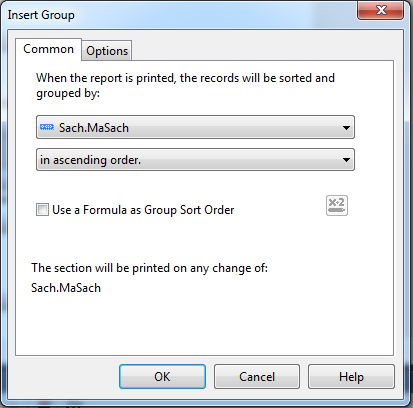 Insert Group
Common
Options
When the report is printed, the records will be sorted and
grouped by:
Sach.MaSach
in ascending order.
Use a Formula as Group Sort Order
x·2
The section will be printed on any change of:
Sach.MaSach
OK
Cancel
Help